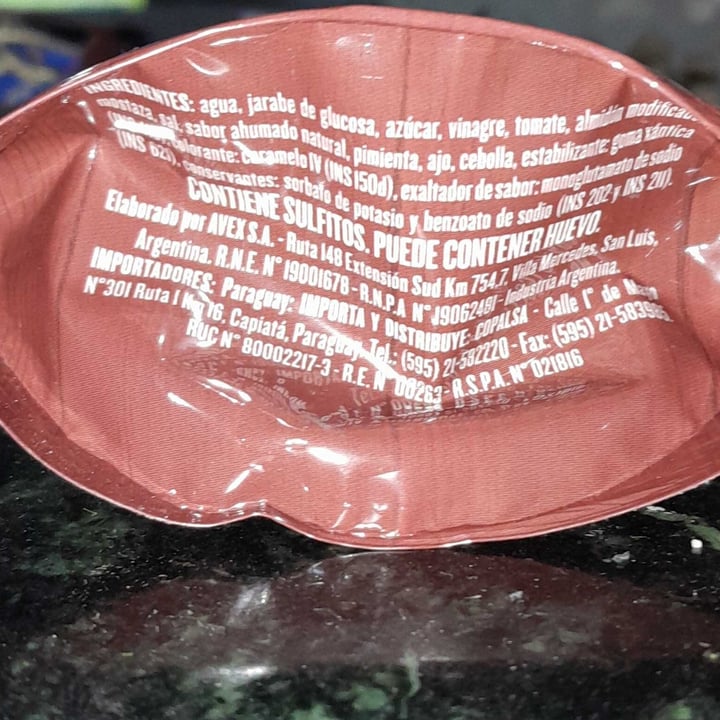 INGREDIENTES: agua, jarabe de glucosa, azúcar, vinagre, tomate, almidón modificado,
mostaza, sal, sabor ahumado natural, pimienta, ajo, cebolla, estabilizante: goma xántica
colorante: caramelo IV (INS 150d), exaltador de sabor: monoglutamato de sodio
(INS 621), conservantes: sorbato de potasio y benzoato de sodio (INS 202 y INS 211).
CONTIENE SULFITOS. PUEDE CONTENER HUEVO.
Elaborado por AVEX S.A. - Ruta 148 Extensión Sud Km 754,7. Villa Mercedes, San Luis,
Argentina. R.N.E. N° 19001678 - R.N.P.A N° 19062481 - Industria Argentina.
IMPORTADORES: Paraguay: IMPORTA Y DISTRIBUYE: COPALSA - Calle 1° de Mayo
N°301 Ruta 1 Km 16, Capiatá, Paraguay. Tel.: (595) 21-582220 - Fax: (595) 21-583985
RUC N° 80002217-3 - R.E. N° 08263 - R.S.P.A. N° 021816